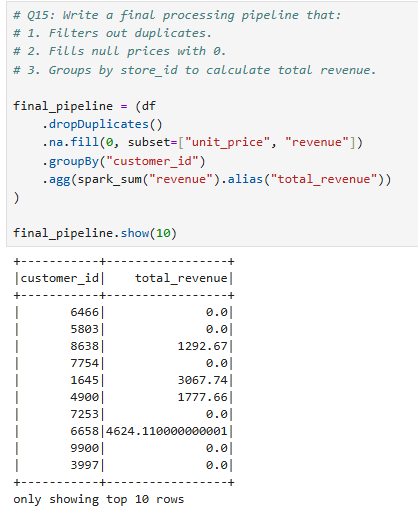 # Q15: Write a final processing pipeline that:
# 1. Filters out duplicates.
# 2. Fills null prices with 0.
# 3. Groups by store_id to calculate total revenue.

final_pipeline = (df
    .dropDuplicates()
    .na.fill(0, subset=["unit_price", "revenue"])
    .groupBy("customer_id")
    .agg(spark_sum("revenue").alias("total_revenue"))
)

final_pipeline.show(10)
+-----------+-----------------+
|customer_id|    total_revenue|
+-----------+-----------------+
|       6466|              0.0|
|       5803|              0.0|
|       8638|          1292.67|
|       7754|              0.0|
|       1645|          3067.74|
|       4900|          1777.66|
|       7253|              0.0|
|       6658|4624.110000000001|
|       9900|              0.0|
|       3997|              0.0|
+-----------+-----------------+
only showing top 10 rows